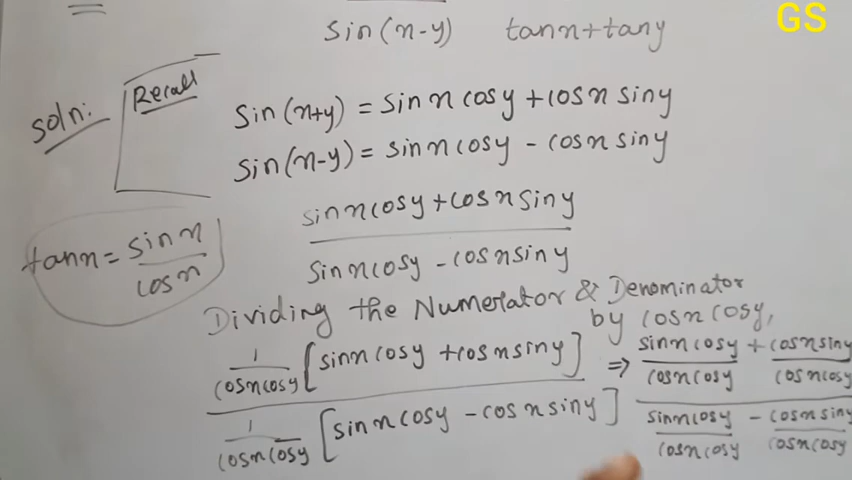 GS
sin(x-y) tanx+tany
Soln:
Recall
sin(x+y) = sinx cosy + cosx siny
sin(x-y) = sinx cosy - cosx siny
sinx cosy + cosx siny
sinx cosy - cosx siny
tanx = sinx
cosx
Dividing the Numerator & Denominator
by cosx cosy,
1/cosxcosy [sinx cosy + cosx siny] => sinx cosy/cosx cosy + cosx siny/cosx cosy
1/cosx cosy [sinx cosy - cosx siny] sinx cosy/cosx cosy - cosx siny/cosx cosy